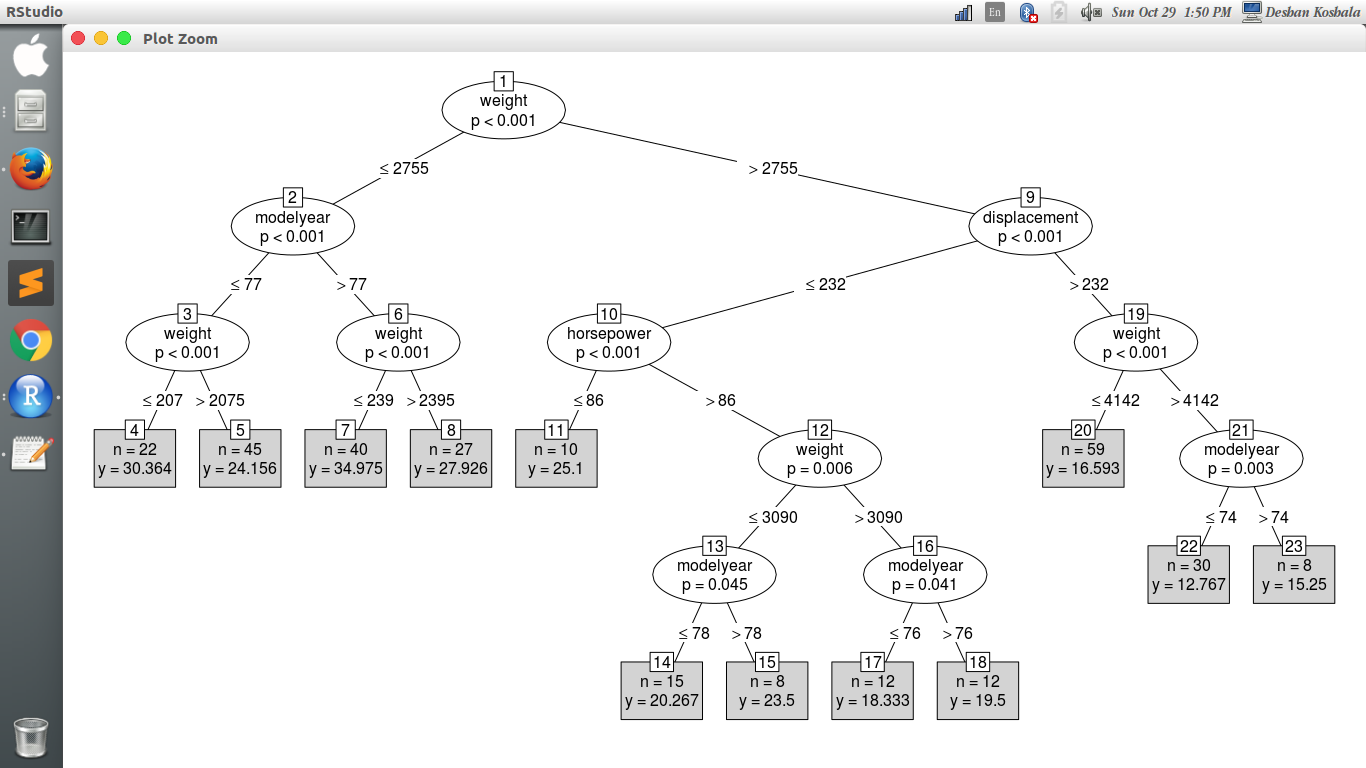 RStudio
En
Sun Oct 29 1:50 PM
Deshan Koshala
Plot Zoom
1
weight
p < 0.001
≤ 2755
> 2755
2
modelyear
p < 0.001
9
displacement
p < 0.001
≤ 77
> 77
≤ 232
> 232
3
weight
p < 0.001
6
weight
p < 0.001
10
horsepower
p < 0.001
19
weight
p < 0.001
≤ 207
> 2075
≤ 239
> 2395
≤ 86
> 86
≤ 4142
> 4142
4
n = 22
y = 30.364
5
n = 45
y = 24.156
7
n = 40
y = 34.975
8
n = 27
y = 27.926
11
n = 10
y = 25.1
12
weight
p = 0.006
20
n = 59
y = 16.593
21
modelyear
p = 0.003
≤ 3090
> 3090
≤ 74
> 74
13
modelyear
p = 0.045
16
modelyear
p = 0.041
22
n = 30
y = 12.767
23
n = 8
y = 15.25
≤ 78
> 78
≤ 76
> 76
14
n = 15
y = 20.267
15
n = 8
y = 23.5
17
n = 12
y = 18.333
18
n = 12
y = 19.5